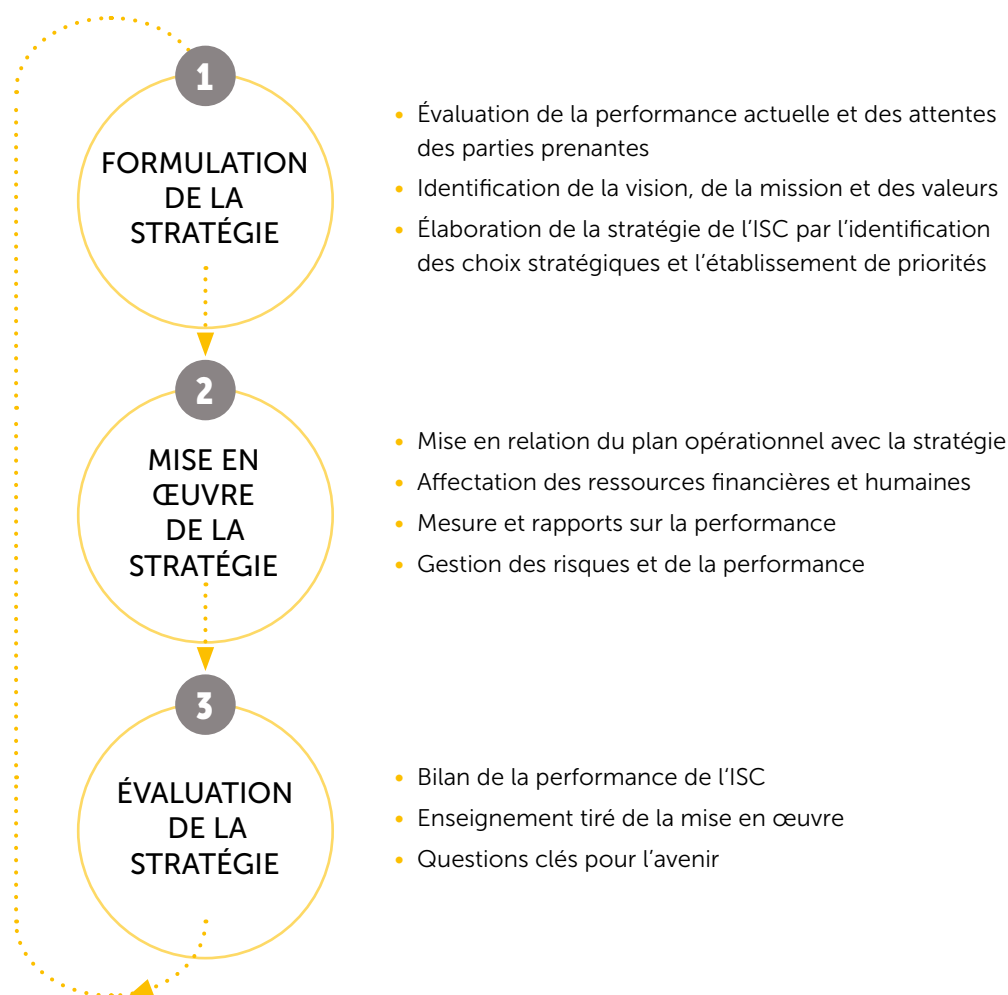 1
FORMULATION
DE LA
STRATÉGIE
• Évaluation de la performance actuelle et des attentes
des parties prenantes
• Identification de la vision, de la mission et des valeurs
• Élaboration de la stratégie de l’ISC par l’identification
des choix stratégiques et l’établissement de priorités
2
MISE EN
ŒUVRE
DE LA
STRATÉGIE
• Mise en relation du plan opérationnel avec la stratégie
• Affectation des ressources financières et humaines
• Mesure et rapports sur la performance
• Gestion des risques et de la performance
3
ÉVALUATION
DE LA
STRATÉGIE
• Bilan de la performance de l’ISC
• Enseignement tiré de la mise en œuvre
• Questions clés pour l’avenir